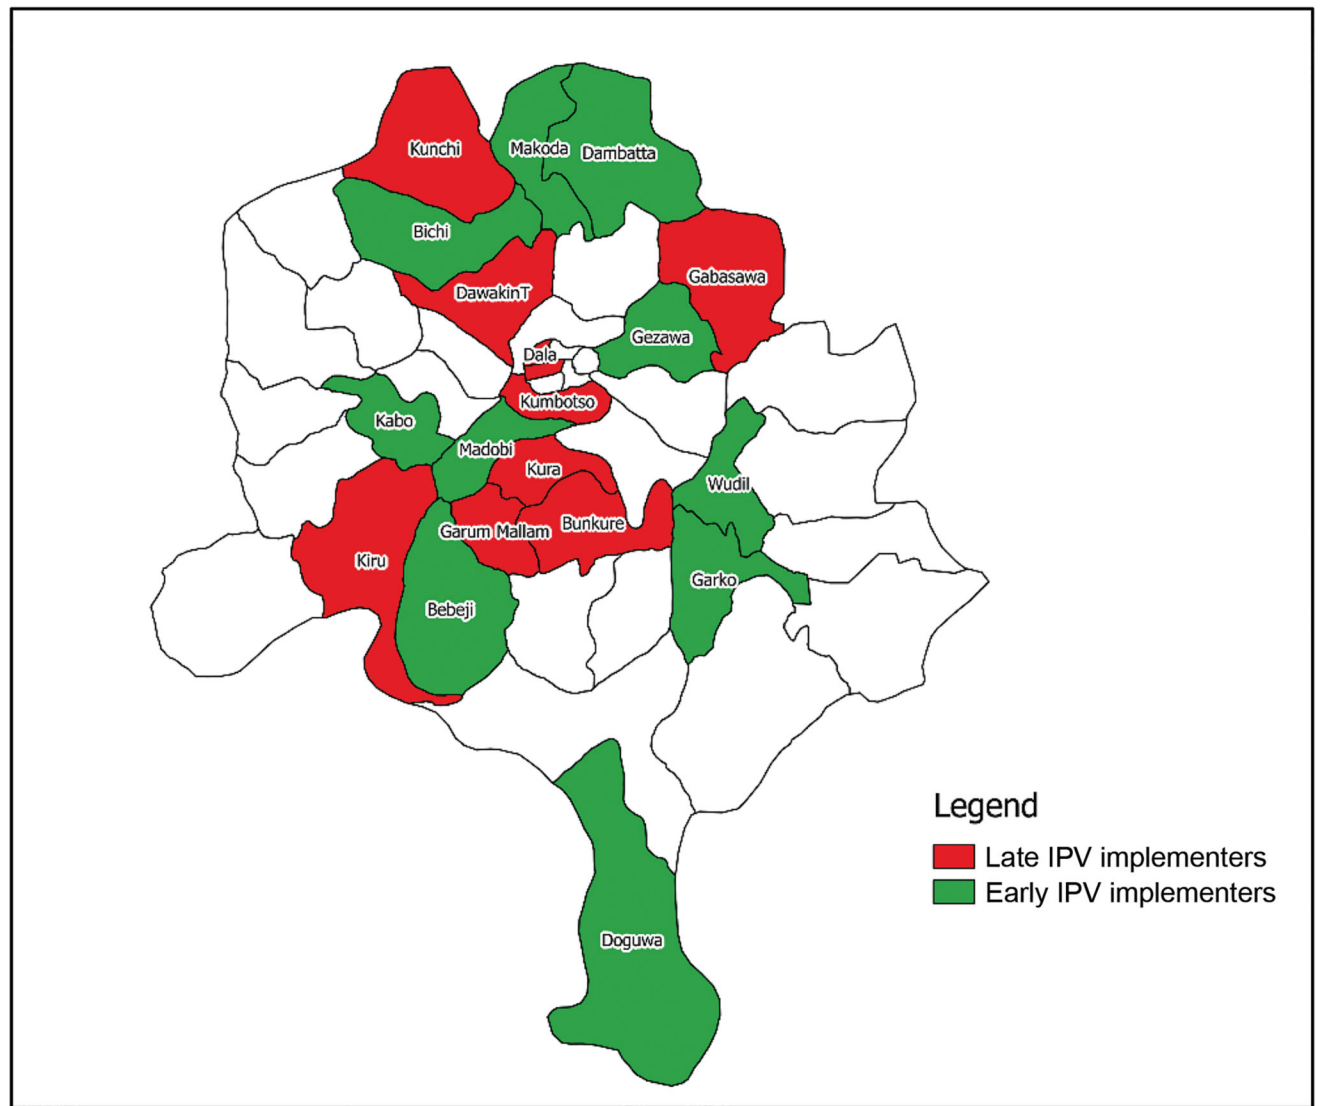 Kunchi
Makoda
Dambatta
Bichi
Gabasawa
DawakinT
Gezawa
Dala
Kumbotso
Kabo
Madobi
Kura
Wudil
Bunkure
Garum Mallam
Kiru
Garko
Bebeji
Legend
Late IPV implementers
Early IPV implementers
Doguwa